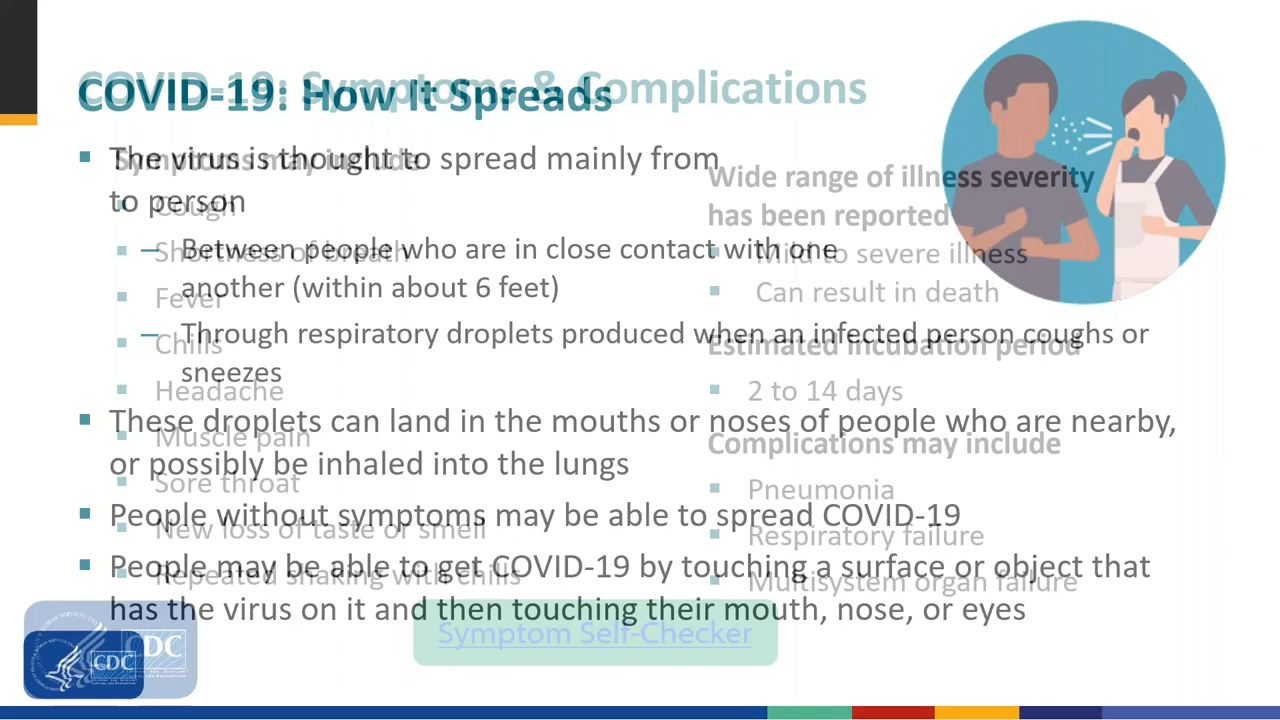 COVID-19: How It Spreads
The virus is thought to spread mainly from
to person
Between people who are in close contact with one
another (within about 6 feet)
Through respiratory droplets produced when an infected person coughs or
sneezes
These droplets can land in the mouths or noses of people who are nearby,
or possibly be inhaled into the lungs
People without symptoms may be able to spread COVID-19
People may be able to get COVID-19 by touching a surface or object that
has the virus on it and then touching their mouth, nose, or eyes
COVID-19: Symptoms & Complications
Symptoms may include
Cough
Shortness of breath
Fever
Chills
Headache
Muscle pain
Sore throat
New loss of taste or smell
Repeated shaking with chills
Wide range of illness severity
has been reported
Mild to severe illness
Can result in death
Estimated incubation period
2 to 14 days
Complications may include
Pneumonia
Respiratory failure
Multisystem organ failure
Symptom Self-Checker
CDC
CDC